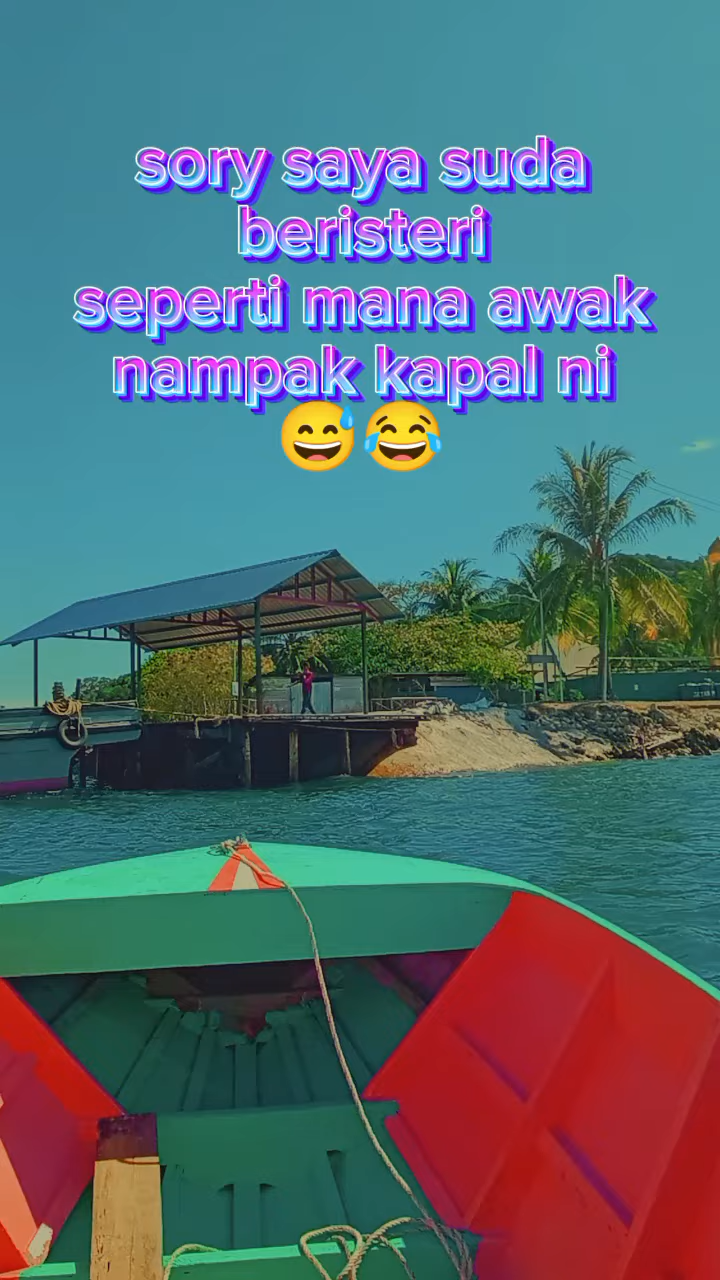 sory saya suda
beristeri
seperti mana awak
nampak kapal ni
😅😂